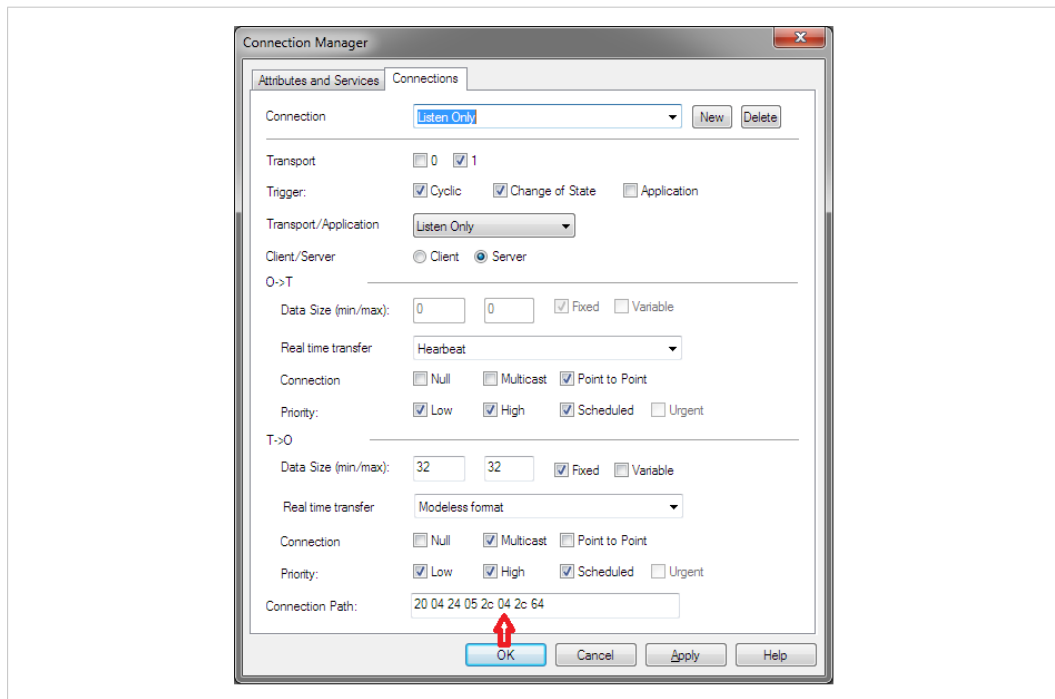 Connection Manager
Attributes and Services Connections
Connection Listen Only New Delete
Transport 0 1
Trigger: Cyclic Change of State Application
Transport/Application Listen Only
Client/Server Client Server
O->T
Data Size (min/max): 0 0 Fixed Variable
Real time transfer Hearbeat
Connection Null Multicast Point to Point
Priority: Low High Scheduled Urgent
T->O
Data Size (min/max): 32 32 Fixed Variable
Real time transfer Modeless format
Connection Null Multicast Point to Point
Priority: Low High Scheduled Urgent
Connection Path: 20 04 24 05 2c 04 2c 64
OK Cancel Apply Help